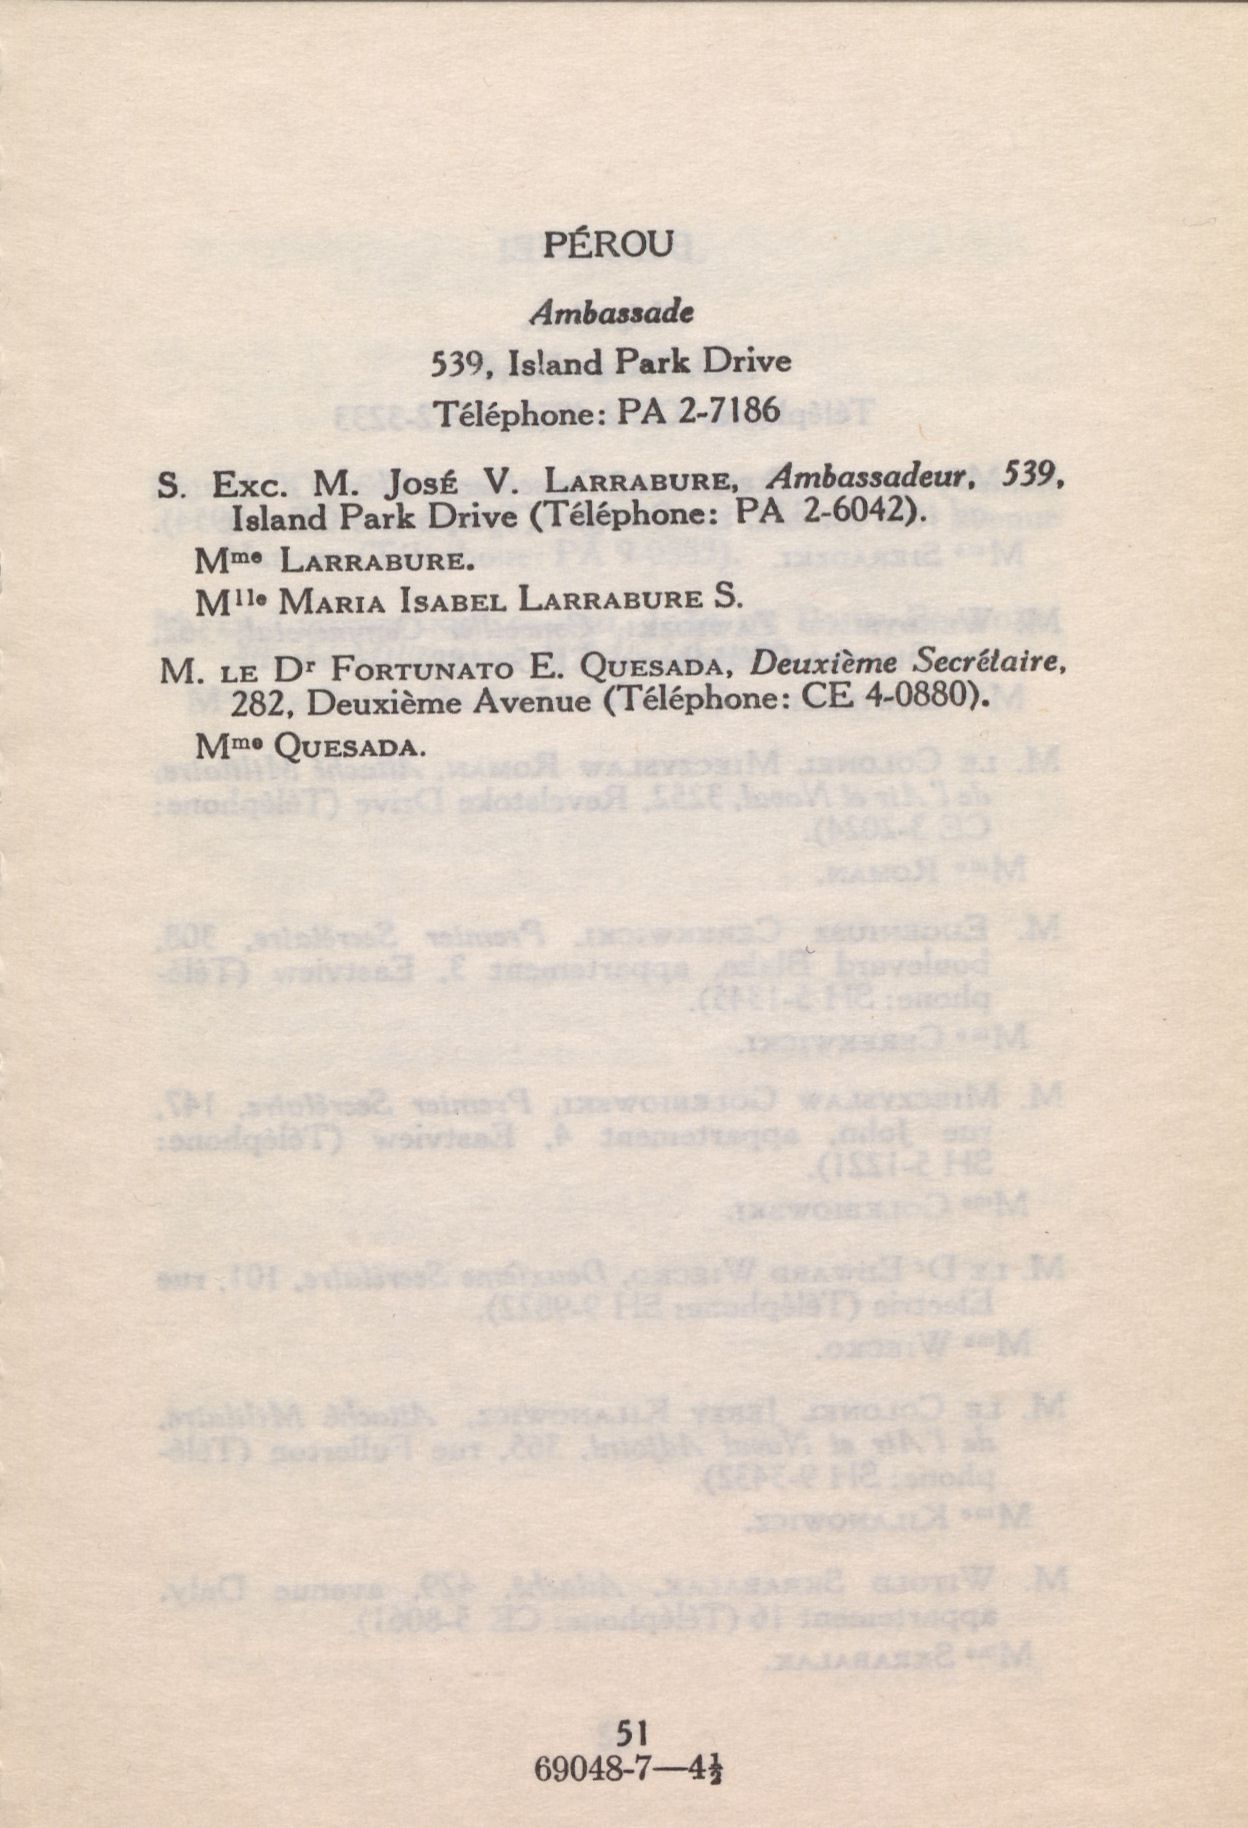 PÉROU
Ambassade
539, Island Park Drive
Téléphone: PA 2-7186
S. Exc. M. José V. Larrabure, Ambassadeur, 539,
Island Park Drive (Téléphone: PA 2-6042).
Mme Larrabure.
Mlle Maria Isabel Larrabure S.
M. le Dr Fortunato E. Quesada, Deuxième Secrétaire,
282, Deuxième Avenue (Téléphone: CE 4-0880).
Mme Quesada.
51
69048-7—4½